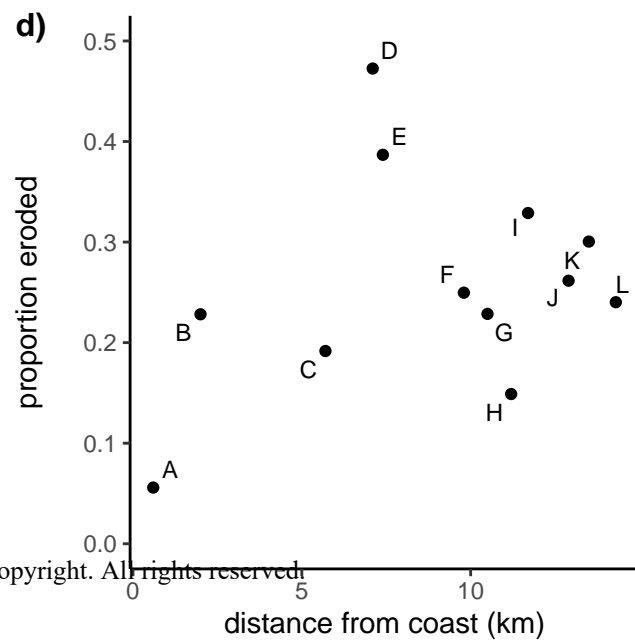 d)
0.5
D
0.4
E
proportion eroded
0.3
I
K
F
J
L
0.2
B
G
C
H
0.1
A
0.0
opyright. All rights reserved.
0
5
10
distance from coast (km)